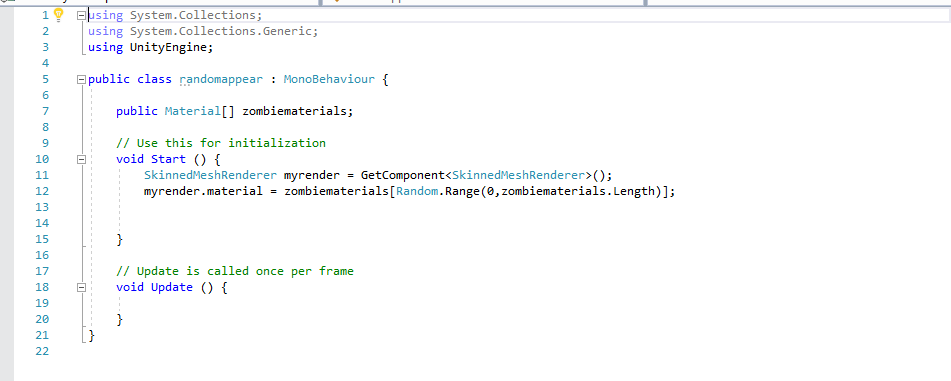 1 using System.Collections;
2 using System.Collections.Generic;
3 using UnityEngine;
4
5 public class randomappear : MonoBehaviour {
6
7 public Material[] zombiematerials;
8
9 // Use this for initialization
10 void Start () {
11 SkinnedMeshRenderer myrender = GetComponent<SkinnedMeshRenderer>();
12 myrender.material = zombiematerials[Random.Range(0,zombiematerials.Length)];
13
14
15 }
16
17 // Update is called once per frame
18 void Update () {
19
20 }
21 }
22